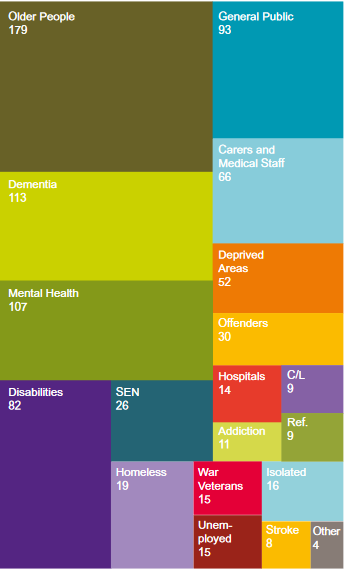 Older People
179
General Public
93
Carers and
Medical Staff
66
Dementia
113
Deprived
Areas
52
Mental Health
107
Offenders
30
Hospitals
14
C/L
9
Disabilities
82
SEN
26
Addiction
11
Ref.
9
Homeless
19
War
Veterans
15
Isolated
16
Unem-
ployed
15
Stroke
8
Other
4